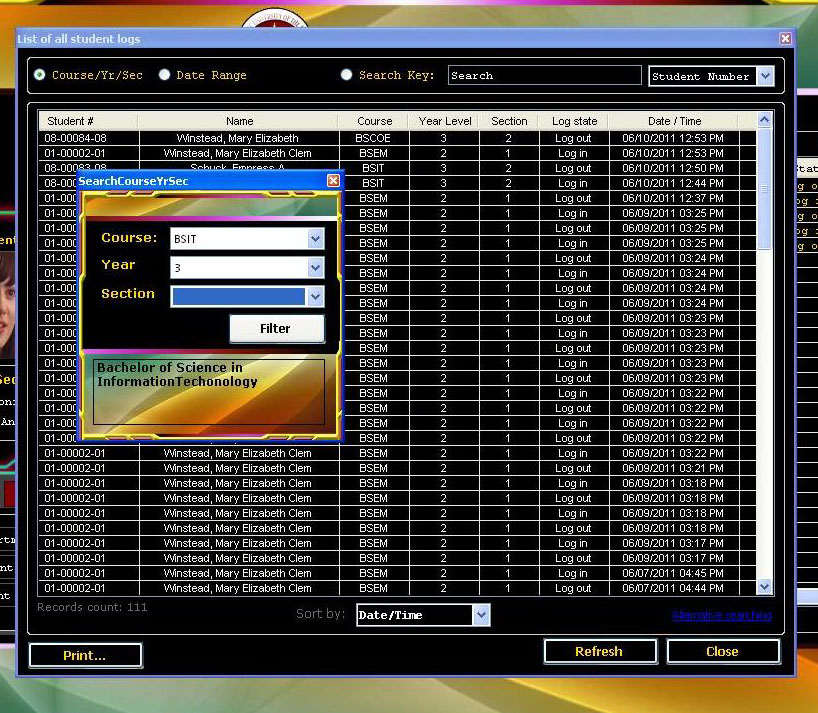 List of all student logs
Course/Yr/Sec Date Range Search Key: Search Student Number
Student # Name Course Year Level Section Log state Date / Time
08-00084-08 Winstead, Mary Elizabeth BSCOE 3 2 Log out 06/10/2011 12:53 PM
01-00002-01 Winstead, Mary Elizabeth Clem BSEM 2 1 Log in 06/10/2011 12:53 PM
08-00083-08 Schuck, Empress A BSIT 3 2 Log out 06/10/2011 12:50 PM
08-000 BSIT 3 2 Log in 06/10/2011 12:44 PM
01-000 BSEM 2 1 Log out 06/10/2011 12:37 PM
01-000 BSEM 2 1 Log in 06/09/2011 03:25 PM
01-000 BSEM 2 1 Log out 06/09/2011 03:25 PM
01-000 BSEM 2 1 Log in 06/09/2011 03:25 PM
01-000 BSEM 2 1 Log out 06/09/2011 03:24 PM
01-000 BSEM 2 1 Log in 06/09/2011 03:24 PM
01-000 BSEM 2 1 Log out 06/09/2011 03:24 PM
01-000 BSEM 2 1 Log in 06/09/2011 03:24 PM
01-000 BSEM 2 1 Log out 06/09/2011 03:23 PM
01-000 BSEM 2 1 Log in 06/09/2011 03:23 PM
01-000 BSEM 2 1 Log out 06/09/2011 03:23 PM
01-000 BSEM 2 1 Log in 06/09/2011 03:23 PM
01-000 BSEM 2 1 Log out 06/09/2011 03:23 PM
01-000 BSEM 2 1 Log in 06/09/2011 03:22 PM
01-000 BSEM 2 1 Log out 06/09/2011 03:22 PM
01-000 BSEM 2 1 Log in 06/09/2011 03:22 PM
01-000 BSEM 2 1 Log out 06/09/2011 03:22 PM
01-00002-01 Winstead, Mary Elizabeth Clem BSEM 2 1 Log in 06/09/2011 03:22 PM
01-00002-01 Winstead, Mary Elizabeth Clem BSEM 2 1 Log out 06/09/2011 03:21 PM
01-00002-01 Winstead, Mary Elizabeth Clem BSEM 2 1 Log in 06/09/2011 03:18 PM
01-00002-01 Winstead, Mary Elizabeth Clem BSEM 2 1 Log out 06/09/2011 03:18 PM
01-00002-01 Winstead, Mary Elizabeth Clem BSEM 2 1 Log in 06/09/2011 03:18 PM
01-00002-01 Winstead, Mary Elizabeth Clem BSEM 2 1 Log out 06/09/2011 03:18 PM
01-00002-01 Winstead, Mary Elizabeth Clem BSEM 2 1 Log in 06/09/2011 03:17 PM
01-00002-01 Winstead, Mary Elizabeth Clem BSEM 2 1 Log out 06/09/2011 03:17 PM
01-00002-01 Winstead, Mary Elizabeth Clem BSEM 2 1 Log in 06/07/2011 04:45 PM
01-00002-01 Winstead, Mary Elizabeth Clem BSEM 2 1 Log out 06/07/2011 04:44 PM
SearchCourseYrSec
Course: BSIT
Year 3
Section
Filter
Bachelor of Science in
InformationTechonology
Records count: 111
Sort by: Date/Time
Alternative searching
Print...
Refresh Close